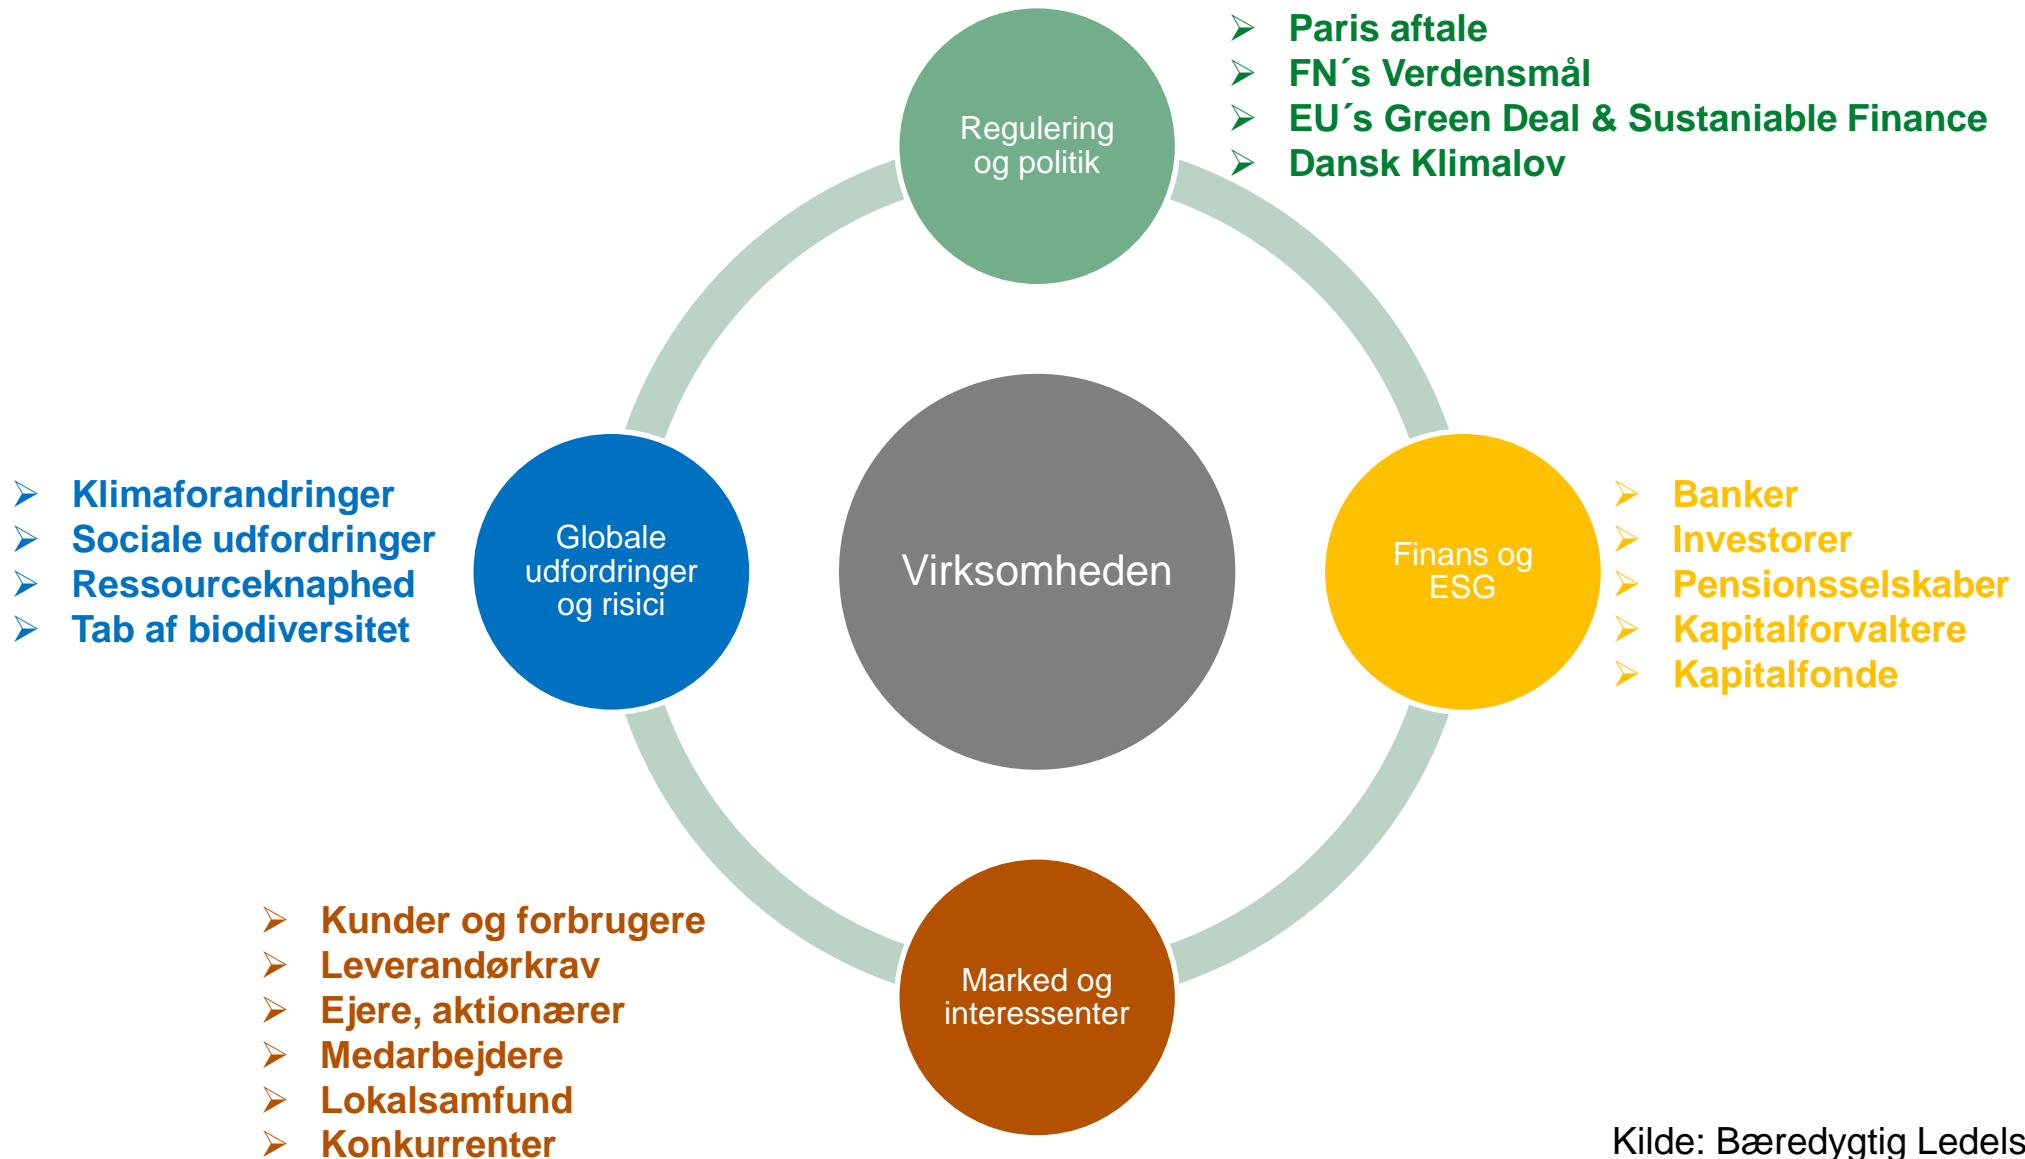 Regulering
og politik
➢ Paris aftale
➢ FN´s Verdensmål
➢ EU´s Green Deal & Sustaniable Finance
➢ Dansk Klimalov
➢ Klimaforandringer
➢ Sociale udfordringer
➢ Ressourceknaphed
➢ Tab af biodiversitet
Globale
udfordringer
og risici
Virksomheden
Finans og
ESG
➢ Banker
➢ Investorer
➢ Pensionsselskaber
➢ Kapitalforvaltere
➢ Kapitalfonde
➢ Kunder og forbrugere
➢ Leverandørkrav
➢ Ejere, aktionærer
➢ Medarbejdere
➢ Lokalsamfund
➢ Konkurrenter
Marked og
interessenter
Kilde: Bæredygtig Ledels